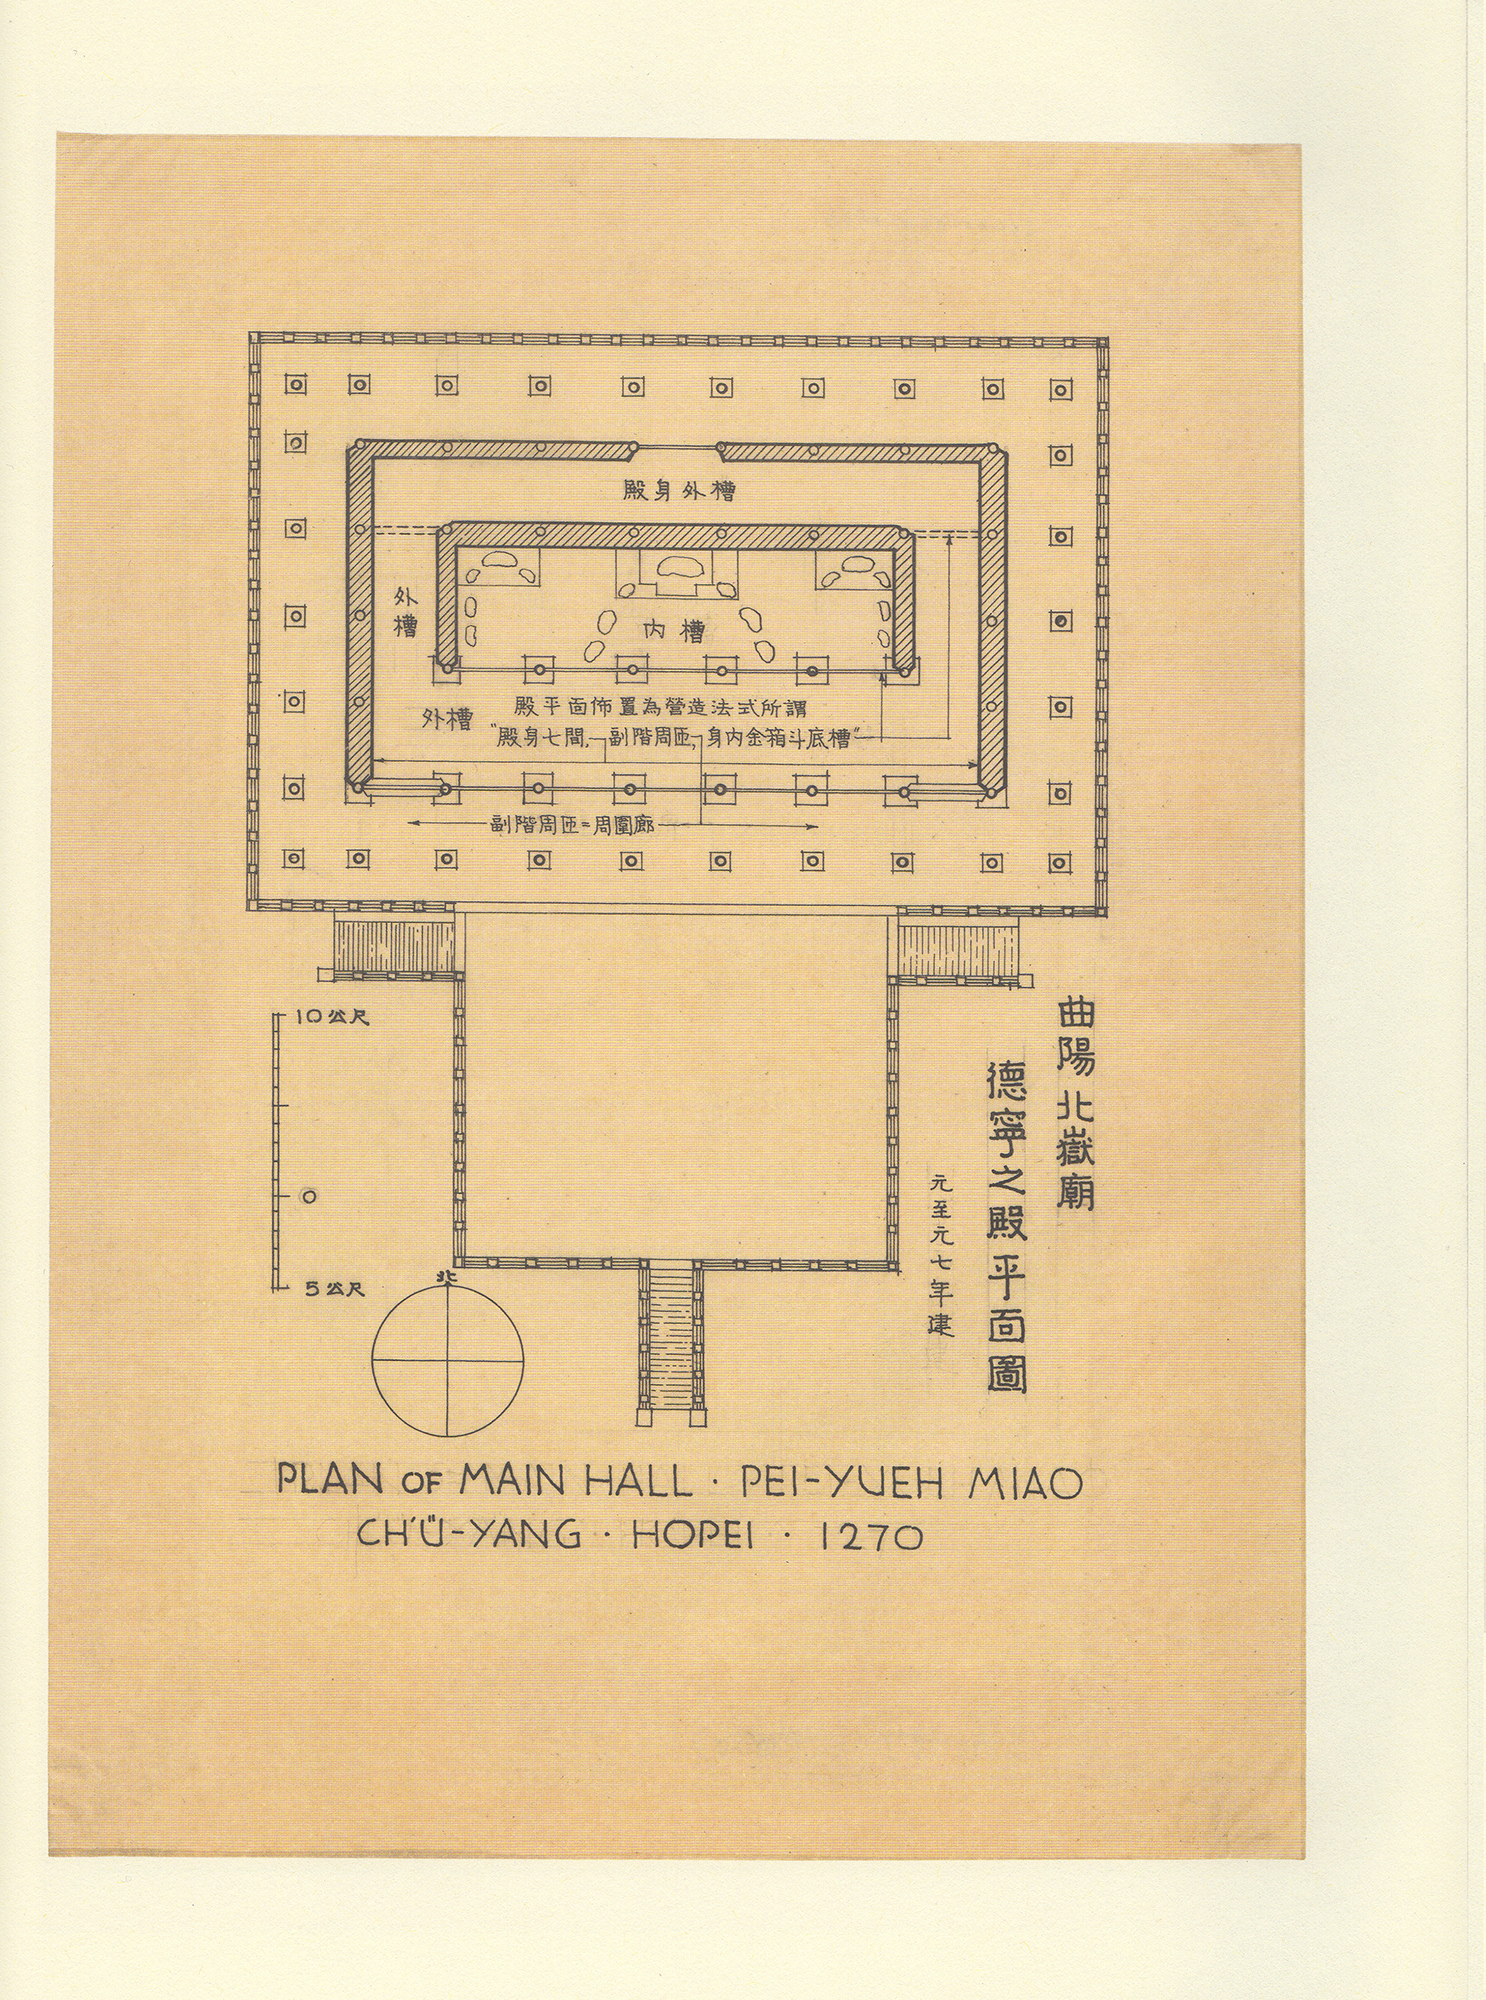 殿身外槽
外槽
内槽
外槽
殿平面佈置為營造法式所謂
"殿身七間,副階周匝,身内金箱斗底槽"
副階周匝=周圍廊
10公尺
0
5公尺
北
曲陽北嶽廟
德寧之殿平面圖
元至元七年建
PLAN OF MAIN HALL · PEI-YUEH MIAO
CH'Ü-YANG · HOPEI · 1270